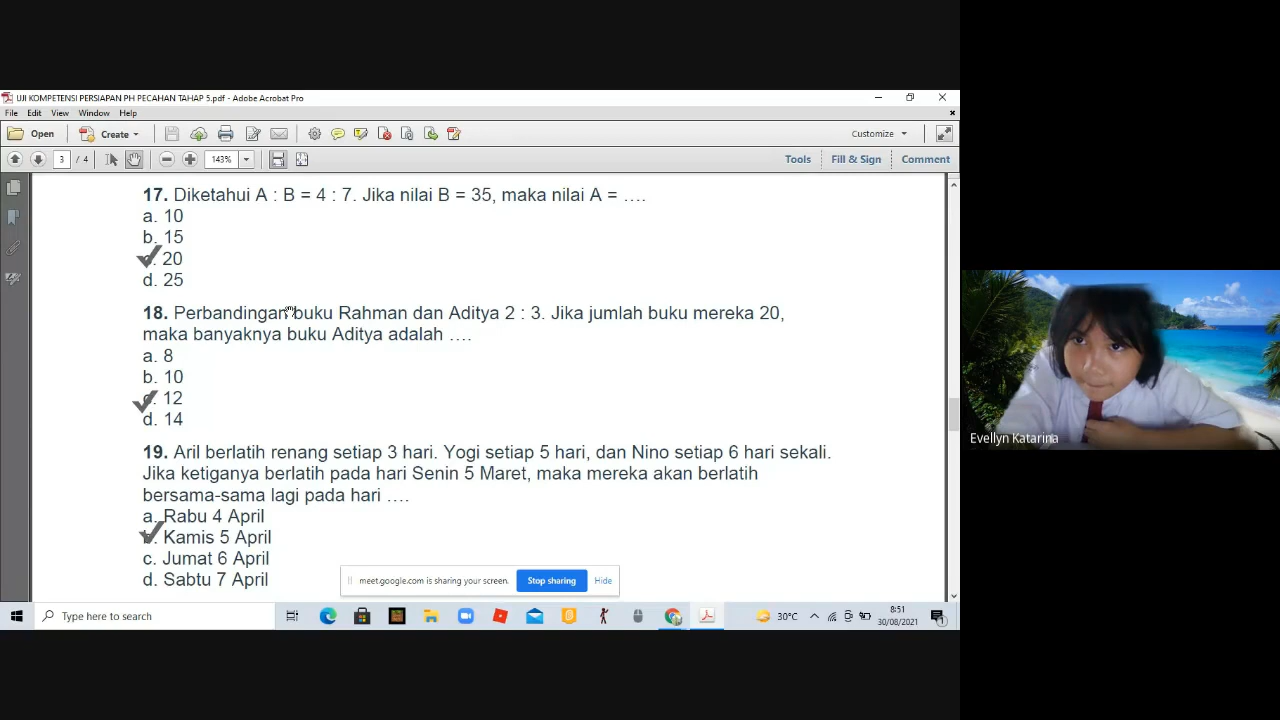 UJI KOMPETENSI PERSIAPAN PH PECAHAN TAHAP 5.pdf - Adobe Acrobat Pro
File Edit View Window Help
Open Create Customize
3 / 4 143% Tools Fill & Sign Comment
17. Diketahui A : B = 4 : 7. Jika nilai B = 35, maka nilai A = ….
a. 10
b. 15
20
d. 25
18. Perbandingan buku Rahman dan Aditya 2 : 3. Jika jumlah buku mereka 20,
maka banyaknya buku Aditya adalah ….
a. 8
b. 10
12
d. 14
19. Aril berlatih renang setiap 3 hari. Yogi setiap 5 hari, dan Nino setiap 6 hari sekali.
Jika ketiganya berlatih pada hari Senin 5 Maret, maka mereka akan berlatih
bersama-sama lagi pada hari ….
a. Rabu 4 April
Kamis 5 April
c. Jumat 6 April
d. Sabtu 7 April
meet.google.com is sharing your screen. Stop sharing Hide
Type here to search
30°C
8:51
30/08/2021
1
Evellyn Katarina